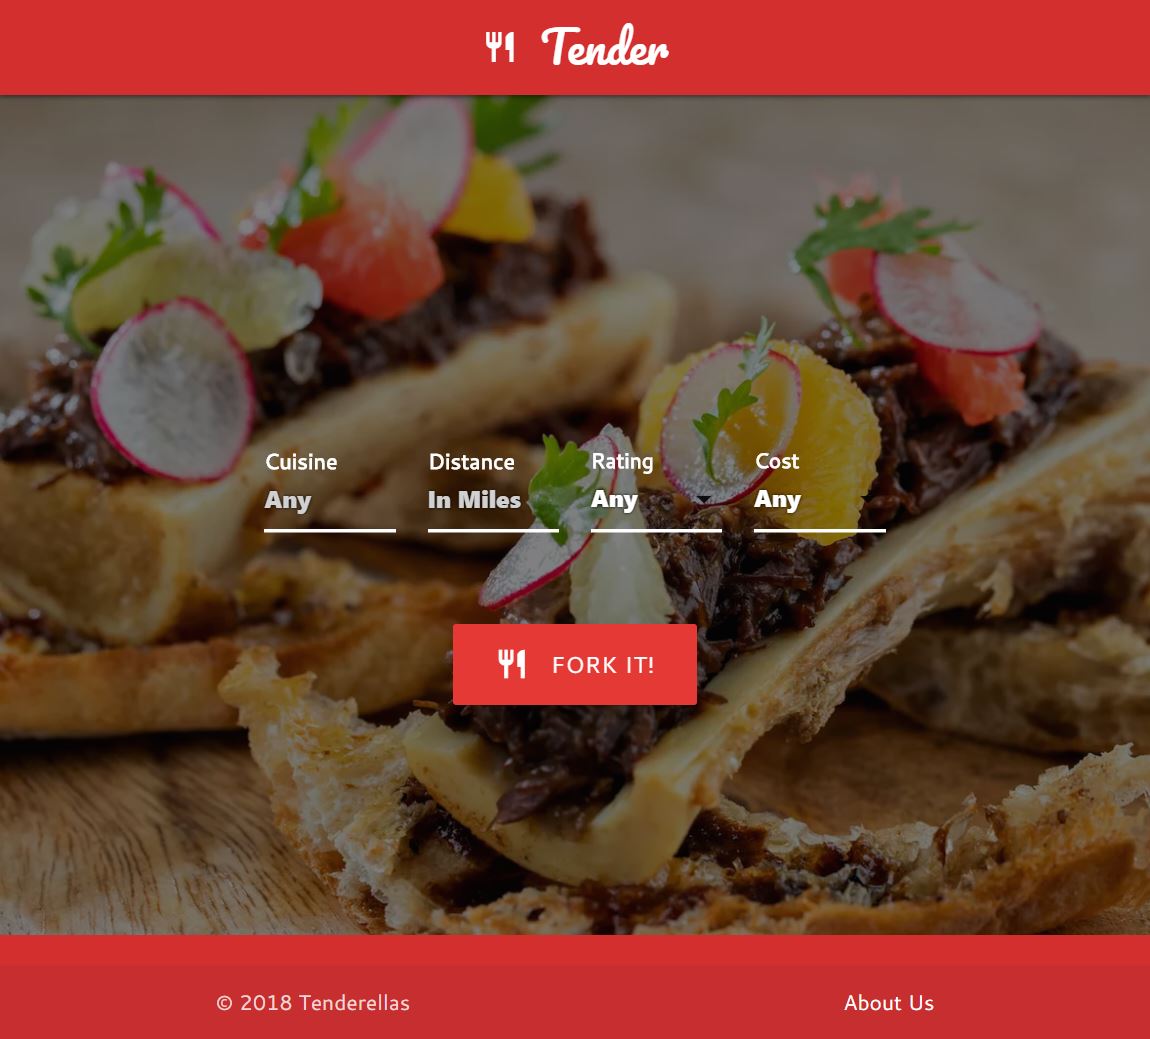 Tender
Cuisine Distance Rating Cost
Any In Miles Any Any
FORK IT!
© 2018 Tenderellas About Us